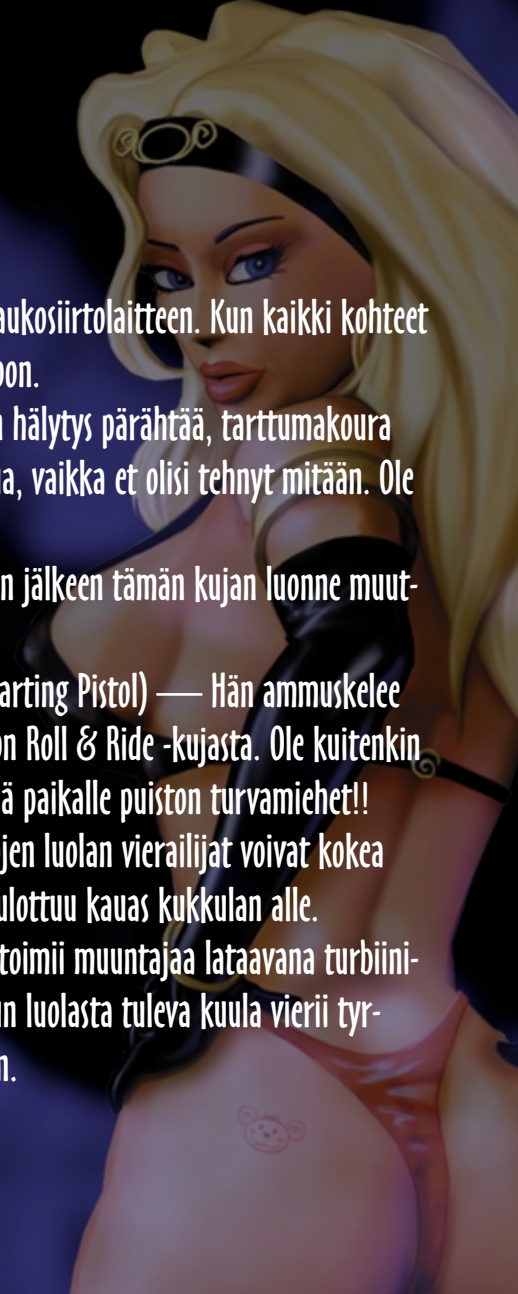 aukosiirtolaitteen. Kun kaikki kohteet
oon.
hälytys pärähtää, tarttumakoura
a, vaikka et olisi tehnyt mitään. Ole
n jälkeen tämän kujan luonne muut-
arting Pistol) — Hän ammuskelee
on Roll & Ride -kujasta. Ole kuitenkin
ä paikalle puiston turvamiehet!!
jen luolan vierailijat voivat kokea
ulottuu kauas kukkulan alle.
toimii muuntajaa lataavana turbiini-
un luolasta tuleva kuula vierii tyr-
n.